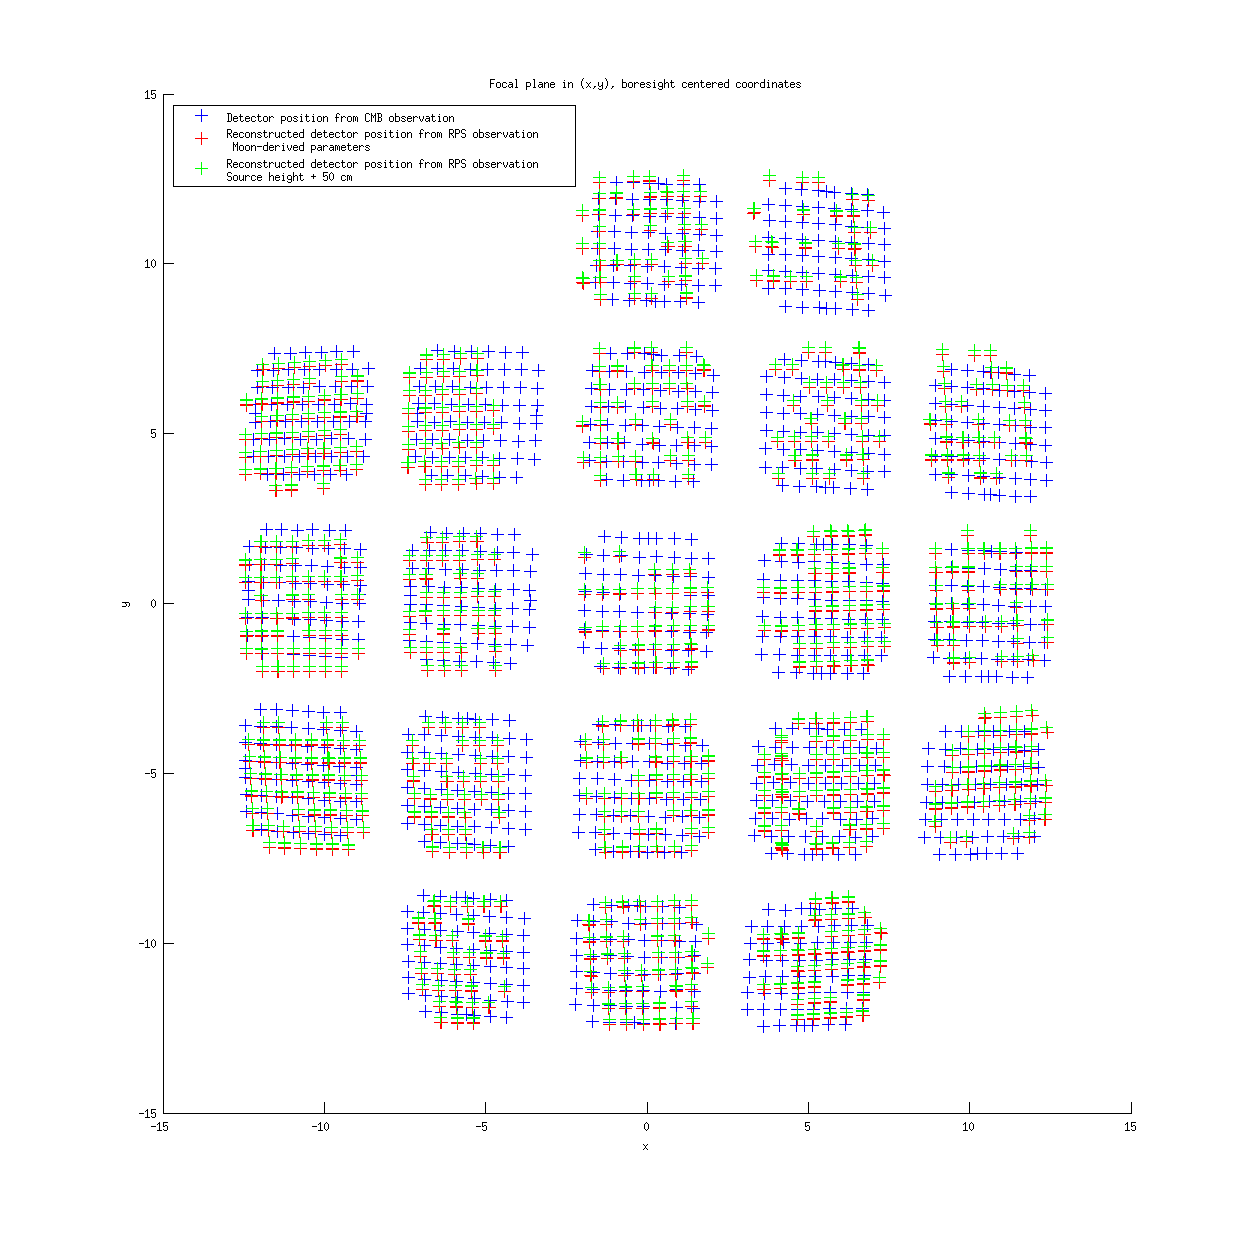 Focal plane in (x,y), boresight centered coordinates
15
Detector position from CMB observation
Reconstructed detector position from RPS observation
Moon-derived parameters
Reconstructed detector position from RPS observation
Source height + 50 cm
10
5
y
0
-5
-10
-15
-15
-10
-5
0
5
10
15
x